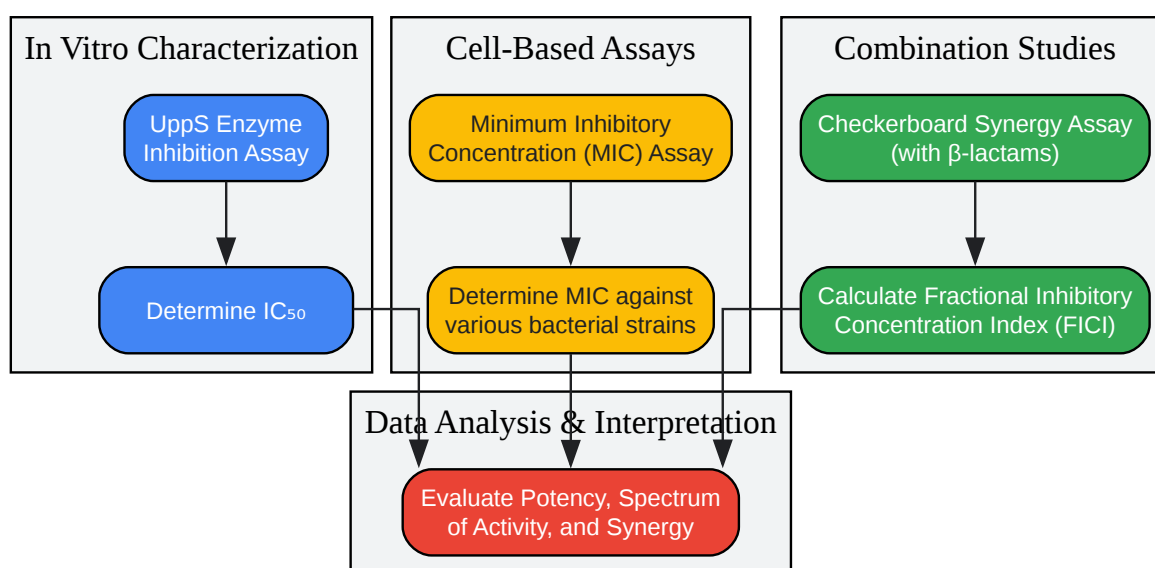 In Vitro Characterization
UppS Enzyme
Inhibition Assay
Determine IC₅₀
Cell-Based Assays
Minimum Inhibitory
Concentration (MIC) Assay
Determine MIC against
various bacterial strains
Combination Studies
Checkerboard Synergy Assay
(with β-lactams)
Calculate Fractional Inhibitory
Concentration Index (FICI)
Data Analysis & Interpretation
Evaluate Potency, Spectrum
of Activity, and Synergy